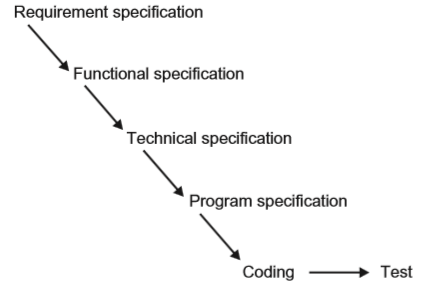 Requirement specification
Functional specification
Technical specification
Program specification
Coding
Test